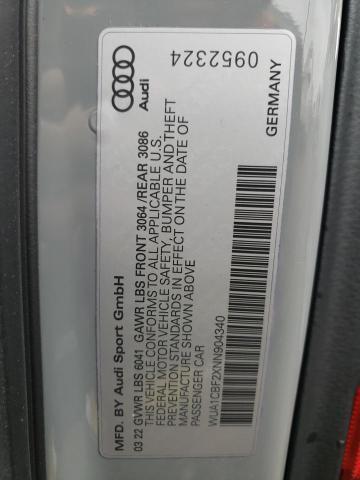 0952324
Audi
GERMANY
MFD. BY Audi Sport GmbH
03 22 GVWR LBS 6041 GAWR LBS FRONT 3064 /REAR 3086
THIS VEHICLE CONFORMS TO ALL APPLICABLE U.S.
FEDERAL MOTOR VEHICLE SAFETY, BUMPER AND THEFT
PREVENTION STANDARDS IN EFFECT ON THE DATE OF
MANUFACTURE SHOWN ABOVE
PASSENGER CAR
WUA1CBF2XNN904340